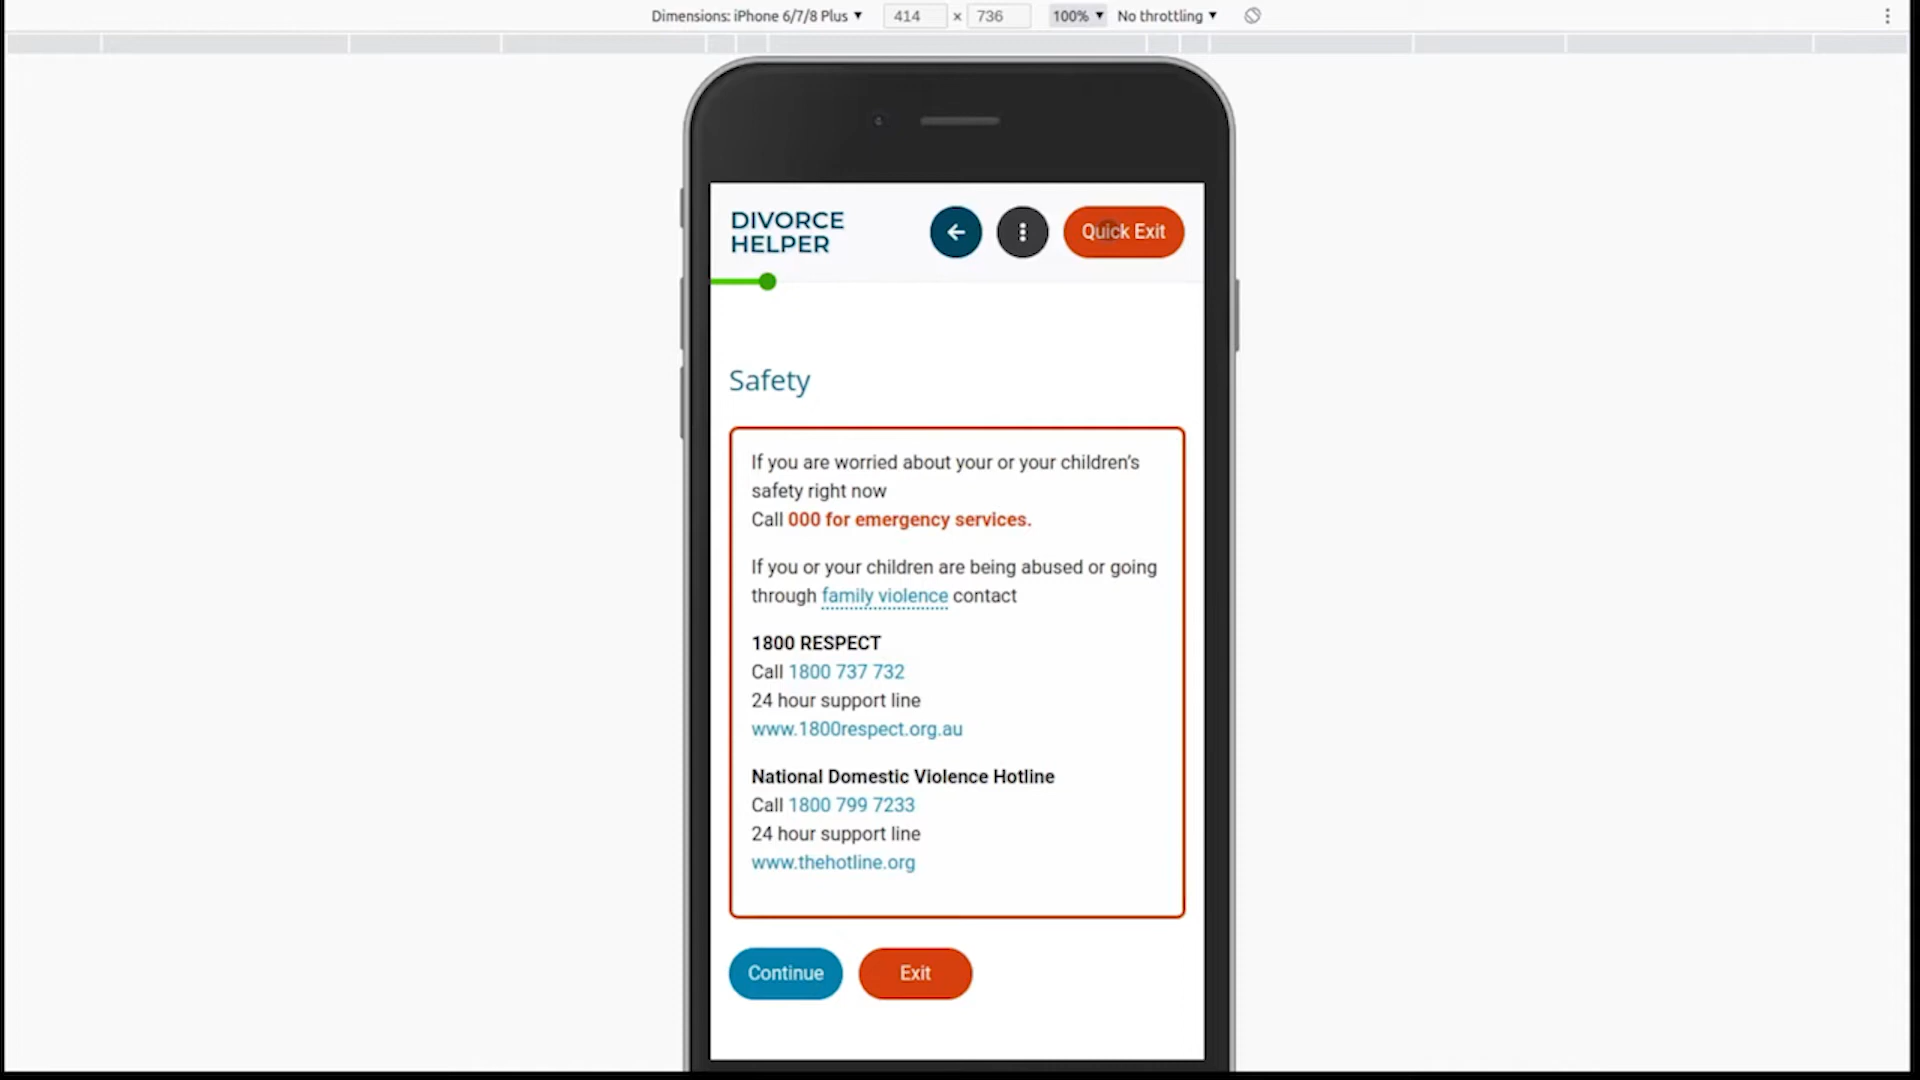 Dimensions: iPhone 6/7/8 Plus ▼ 414 × 736 100% ▼ No throttling ▼
DIVORCE
HELPER
Quick Exit
Safety
If you are worried about your or your children's
safety right now
Call 000 for emergency services.
If you or your children are being abused or going
through family violence contact
1800 RESPECT
Call 1800 737 732
24 hour support line
www.1800respect.org.au
National Domestic Violence Hotline
Call 1800 799 7233
24 hour support line
www.thehotline.org
Continue
Exit